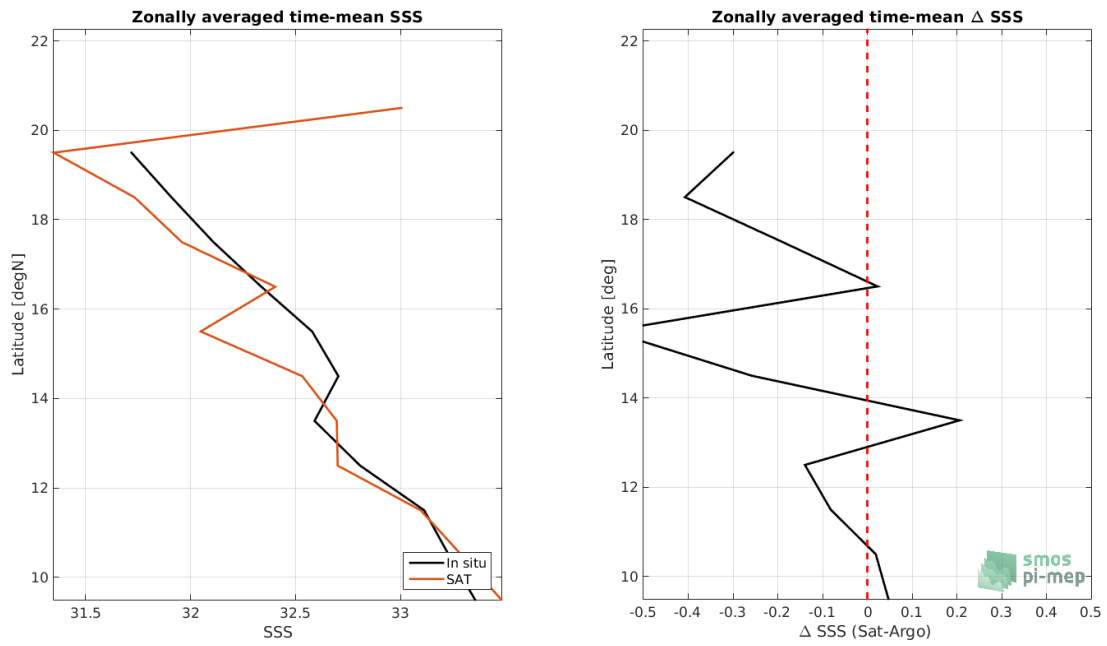 Zonally averaged time-mean SSS
22
20
18
16
14
12
10
Latitude [degN]
31.5 32 32.5 33
SSS
In situ
SAT
Zonally averaged time-mean Δ SSS
22
20
18
16
14
12
10
Latitude [deg]
-0.5 -0.4 -0.3 -0.2 -0.1 0 0.1 0.2 0.3 0.4 0.5
Δ SSS (Sat-Argo)
smos
pi-mep